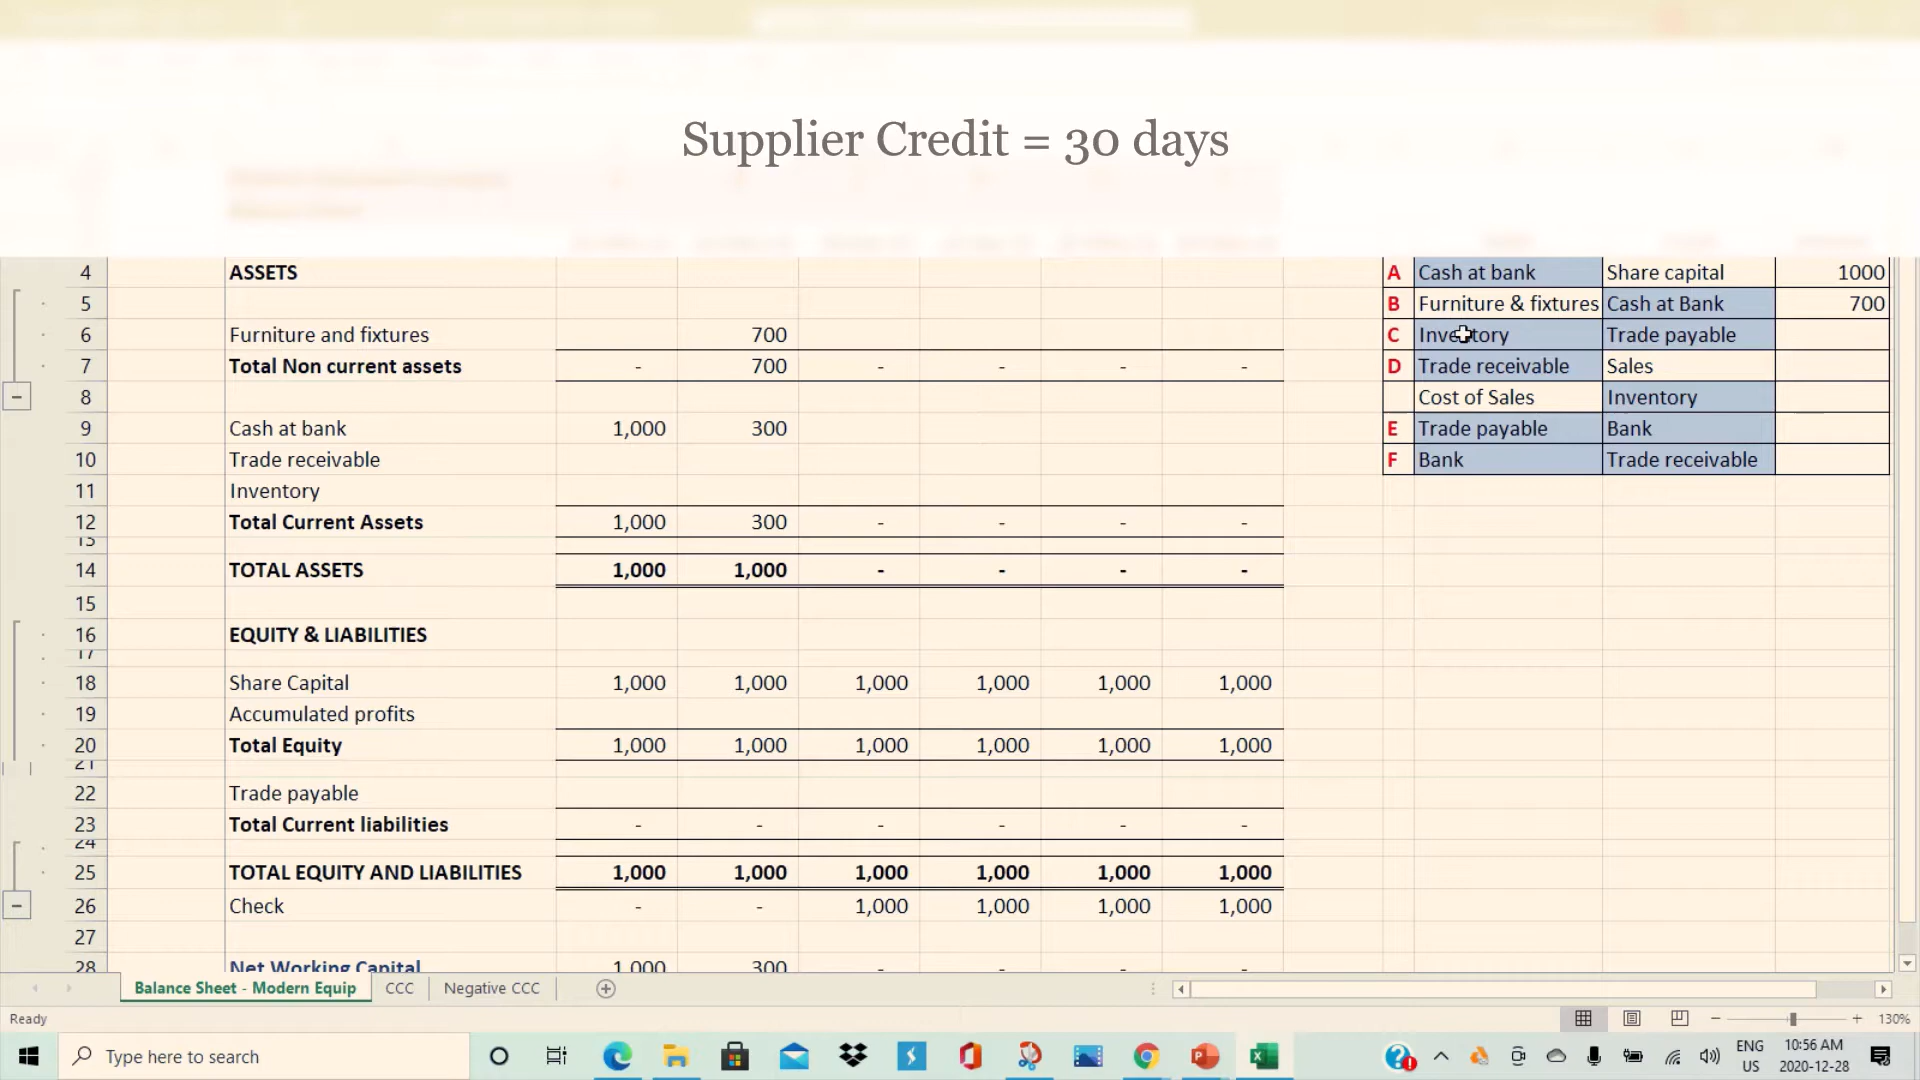 Supplier Credit = 30 days
4 ASSETS A Cash at bank Share capital 1000
5 B Furniture & fixtures Cash at Bank 700
6 Furniture and fixtures 700 C Inventory Trade payable
7 Total Non current assets - 700 - - - - D Trade receivable Sales
8 Cost of Sales Inventory
9 Cash at bank 1,000 300 E Trade payable Bank
10 Trade receivable F Bank Trade receivable
11 Inventory
12 Total Current Assets 1,000 300 - - - -
13
14 TOTAL ASSETS 1,000 1,000 - - - -
15
16 EQUITY & LIABILITIES
17
18 Share Capital 1,000 1,000 1,000 1,000 1,000 1,000
19 Accumulated profits
20 Total Equity 1,000 1,000 1,000 1,000 1,000 1,000
21
22 Trade payable
23 Total Current liabilities - - - - - -
24
25 TOTAL EQUITY AND LIABILITIES 1,000 1,000 1,000 1,000 1,000 1,000
26 Check - - 1,000 1,000 1,000 1,000
27
28 Net Working Capital 1,000 300 - - - -
Balance Sheet - Modern Equip CCC Negative CCC
Ready 130%
Type here to search
ENG 10:56 AM
US 2020-12-28